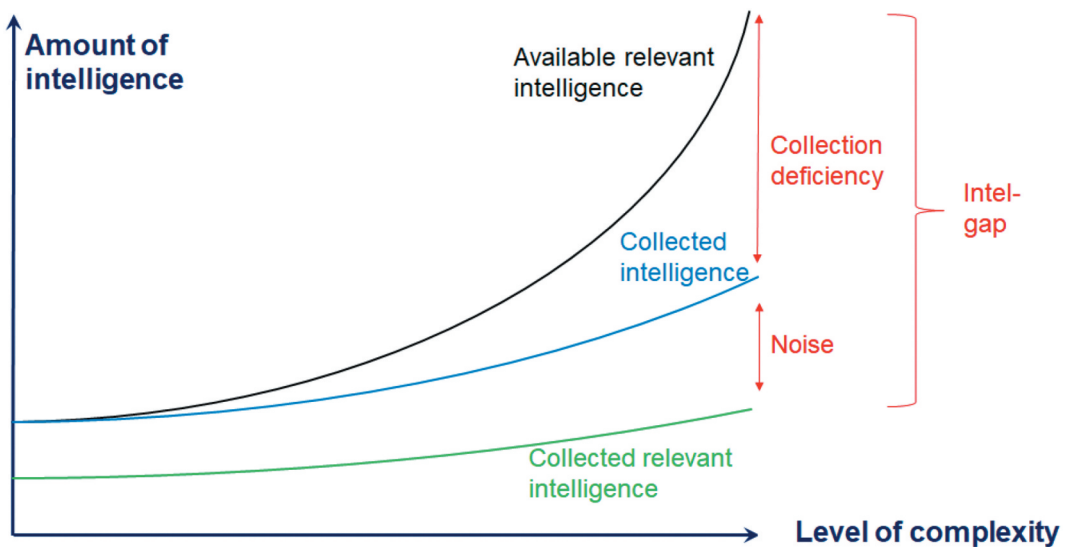 Amount of
intelligence
Available relevant
intelligence
Collection
deficiency
Intel-
gap
Collected
intelligence
Noise
Collected relevant
intelligence
Level of complexity